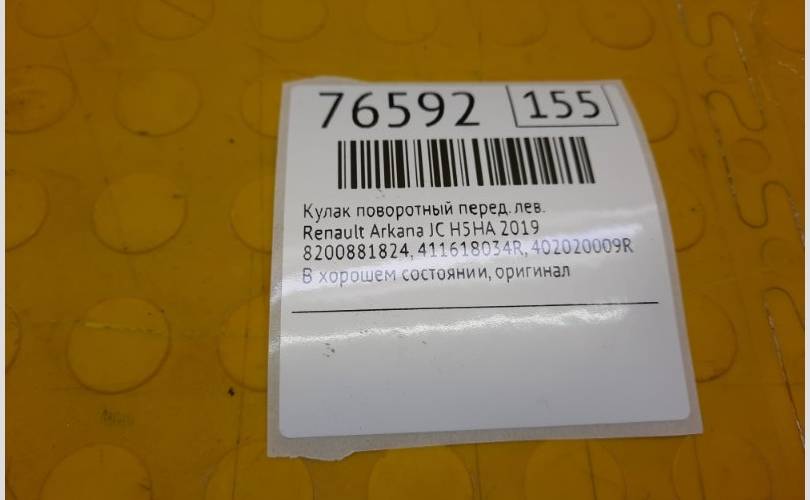 76592 155
Кулак поворотный перед. лев.
Renault Arkana JC H5HA 2019
8200881824, 411618034R, 402020009R
В хорошем состоянии, оригинал